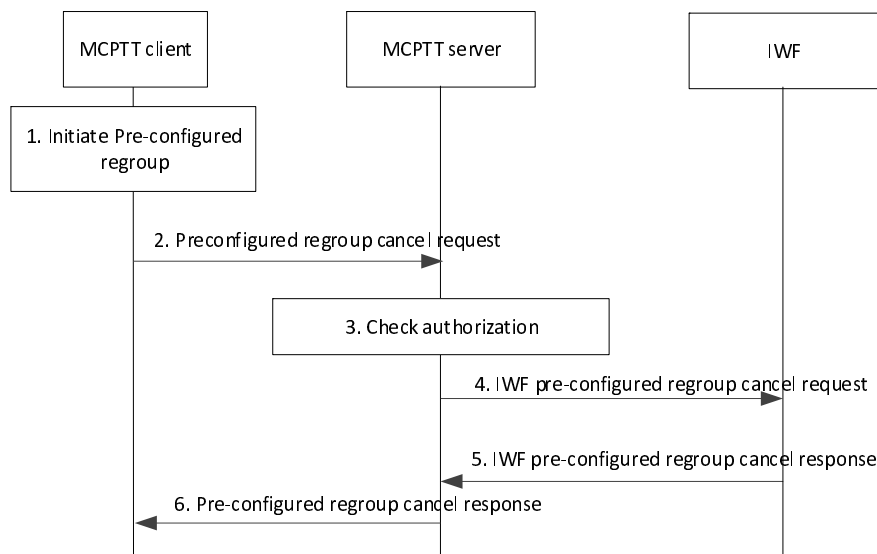 MCPTT client
MCPTT server
IWF
1. Initiate Pre-configured
regroup
2. Preconfigured regroup cancel request
3. Check authorization
4. IWF pre-configured regroup cancel request
5. IWF pre-configured regroup cancel response
6. Pre-configured regroup cancel response